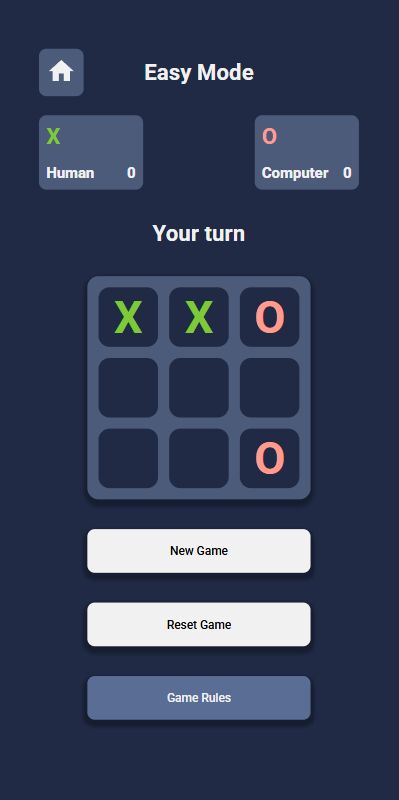 Easy Mode
X O
Human 0 Computer 0
Your turn
X X O
O
New Game
Reset Game
Game Rules